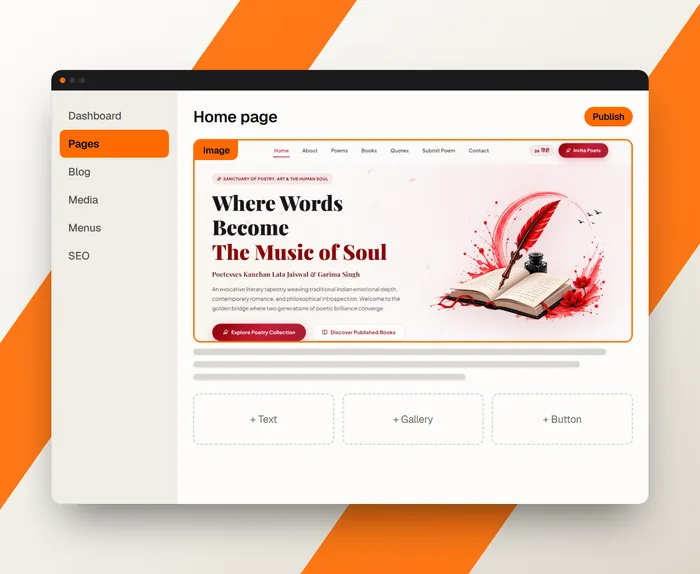 Dashboard
Pages
Blog
Media
Menus
SEO
Home page
Publish
Image
Home About Poems Books Quotes Submit Poem Contact
हिंदी
Invite Poets
SANCTUARY OF POETRY, ART & THE HUMAN SOUL
Where Words
Become
The Music of Soul
Poetesses Kanchan Lata Jaiswal & Garima Singh
An evocative literary tapestry weaving traditional Indian emotional depth,
contemporary romance, and philosophical introspection. Welcome to the
golden bridge where two generations of poetic brilliance converge.
Explore Poetry Collection
Discover Published Books
+ Text
+ Gallery
+ Button